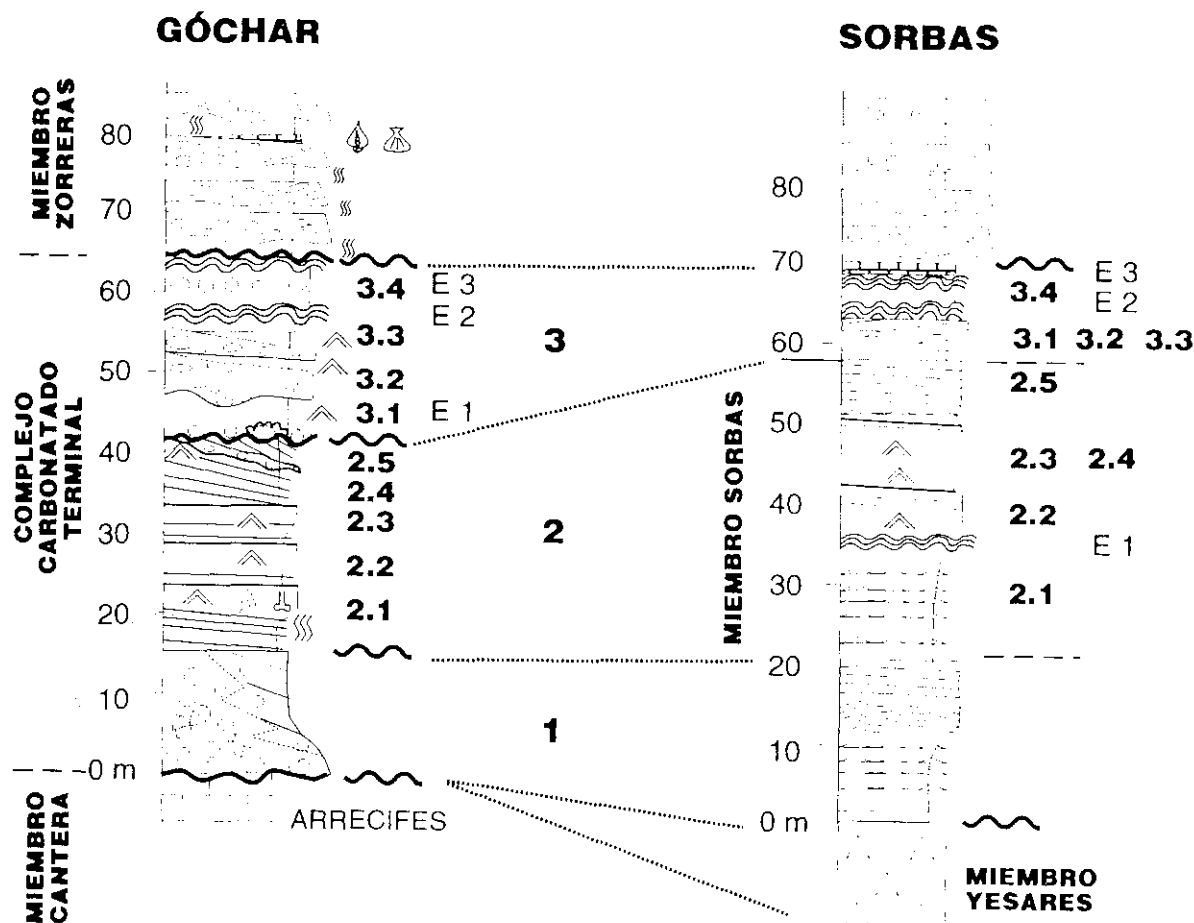 GÓCHAR
SORBAS
MIEMBRO
ZORRERAS
80
70
COMPLEJO
CARBONATADO
TERMINAL
60
50
40
30
20
10
0 m
MIEMBRO
CANTERA
3.4 E 3
E 2
3.3
3.2
3.1 E 1
2.5
2.4
2.3
2.2
2.1
ARRECIFES
3
2
1
MIEMBRO SORBAS
80
70
60
50
40
30
20
10
0 m
E 3
3.4
E 2
3.1 3.2 3.3
2.5
2.3 2.4
2.2
E 1
2.1
MIEMBRO
YESARES